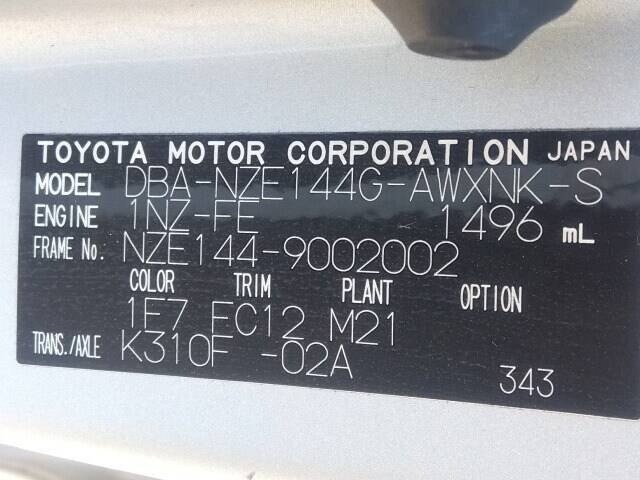 TOYOTA MOTOR CORPORATION JAPAN
MODEL DBA-NZE144G-AWXNK-S
ENGINE 1NZ-FE 1496 mL
FRAME No. NZE144-9002002
COLOR TRIM PLANT OPTION
1F7 FC12 M21
TRANS./AXLE K310F -02A
343